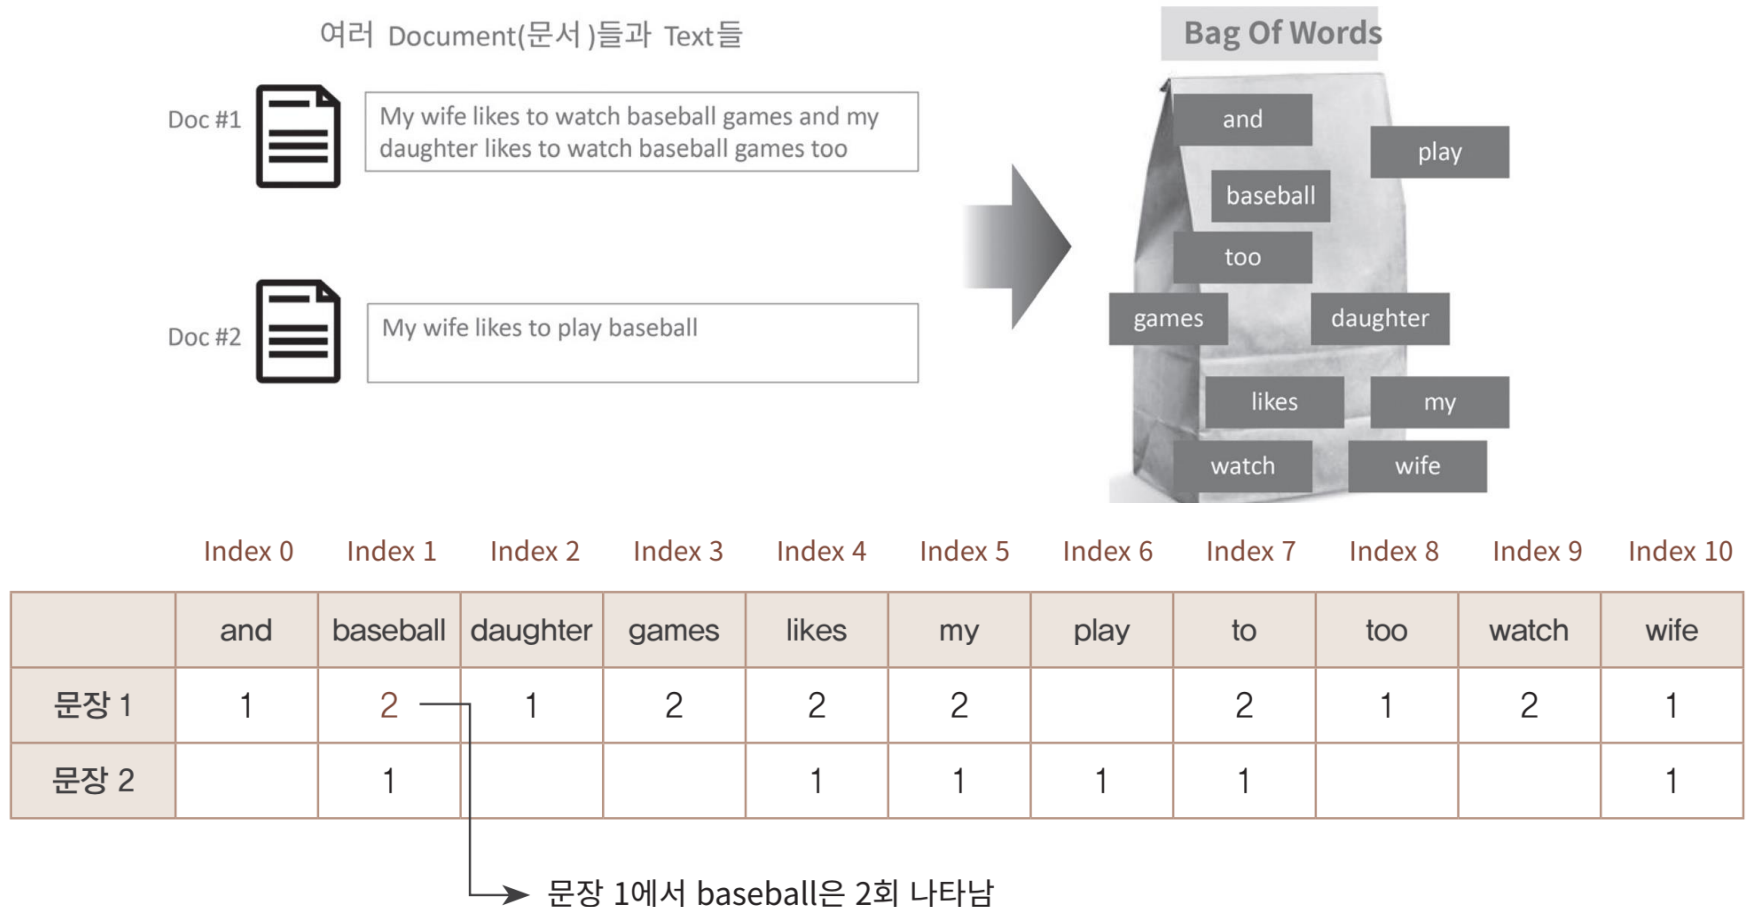 여러 Document(문서)들과 Text들
Bag Of Words
Doc #1
My wife likes to watch baseball games and my
daughter likes to watch baseball games too
Doc #2
My wife likes to play baseball
and
play
baseball
too
games
daughter
likes
my
watch
wife
Index 0 Index 1 Index 2 Index 3 Index 4 Index 5 Index 6 Index 7 Index 8 Index 9 Index 10
and baseball daughter games likes my play to too watch wife
문장 1 1 2 1 2 2 2 2 1 2 1
문장 2 1 1 1 1 1 1
문장 1에서 baseball은 2회 나타남